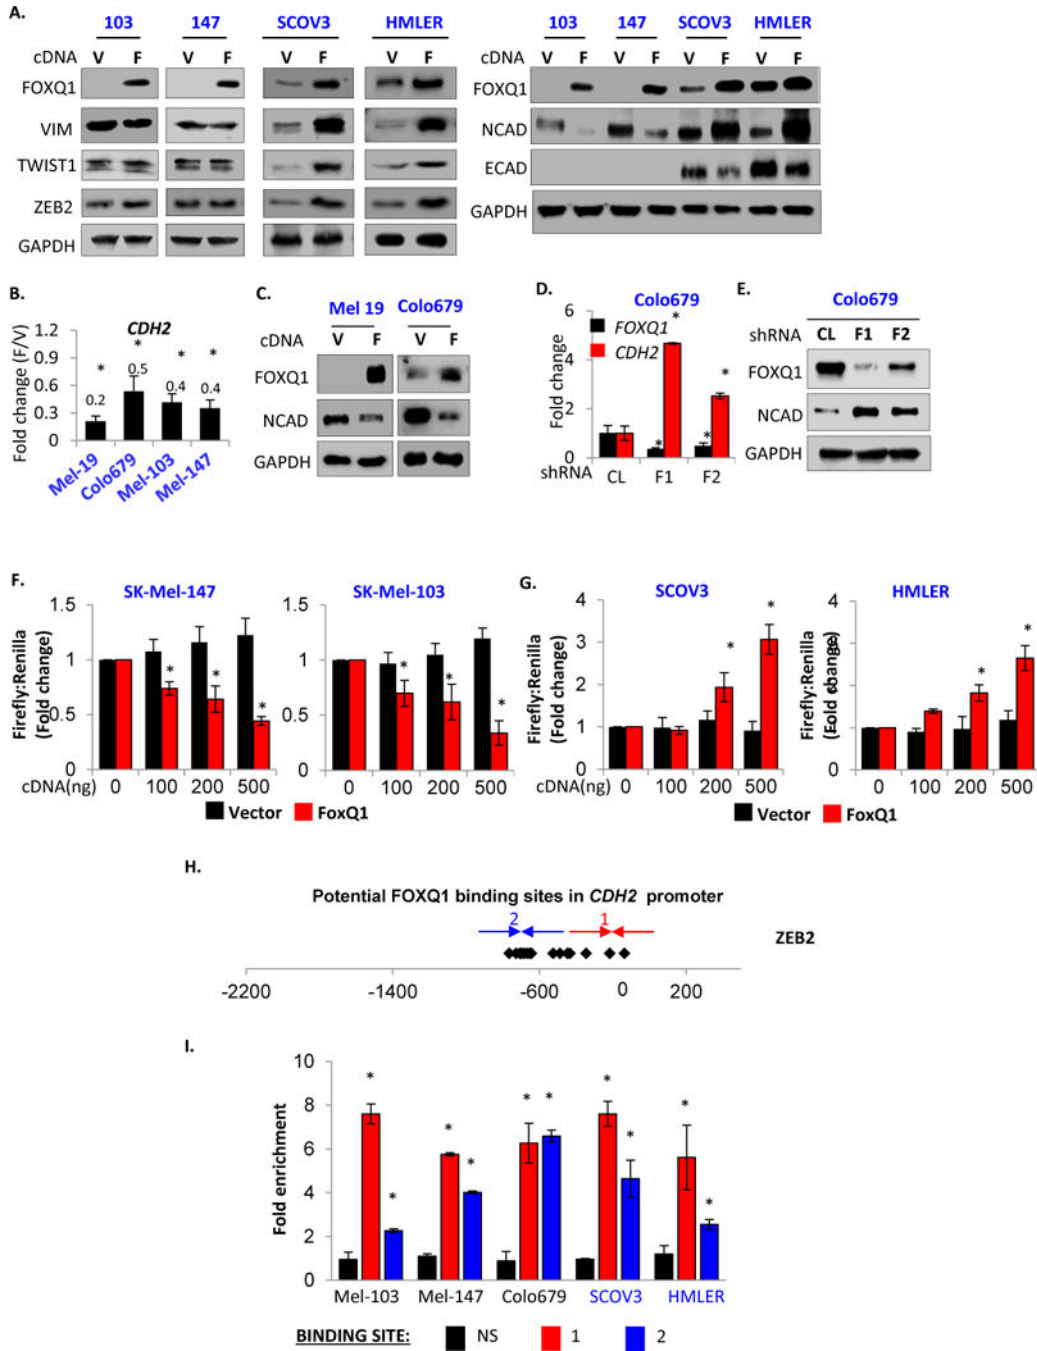 A.
103 147 SCOV3 HMLER
cDNA V F V F V F V F
FOXQ1
VIM
TWIST1
ZEB2
GAPDH
103 147 SCOV3 HMLER
cDNA V F V F V F V F
FOXQ1
NCAD
ECAD
GAPDH
B.
CDH2
Fold change (F/V)
1.2
0.9
0.6
0.3
0
* * * *
0.2 0.5 0.4 0.4
Mel-19 Colo679 Mel-103 Mel-147
C.
Mel 19 Colo679
cDNA V F V F
FOXQ1
NCAD
GAPDH
D.
Colo679
FOXQ1
CDH2
Fold change
6
4
2
0
* * * *
shRNA CL F1 F2
E.
Colo679
shRNA CL F1 F2
FOXQ1
NCAD
GAPDH
F.
SK-Mel-147
Firefly:Renilla
(Fold change)
1.5
1
0.5
0
* * *
cDNA(ng) 0 100 200 500
SK-Mel-103
1.5
1
0.5
0
* * *
0 100 200 500
Vector FoxQ1
G.
SCOV3
Firefly:Renilla
(Fold change)
4
3
2
1
0
* *
0 100 200 500
HMLER
Firefly:Renilla
(Fold change)
4
0
* *
0 100 200 500
Vector FoxQ1
H.
Potential FOXQ1 binding sites in CDH2 promoter
2 1
ZEB2
-2200 -1400 -600 0 200
I.
Fold enrichment
10
8
6
4
2
0
* * * * * * * * * *
Mel-103 Mel-147 Colo679 SCOV3 HMLER
BINDING SITE: NS 1 2